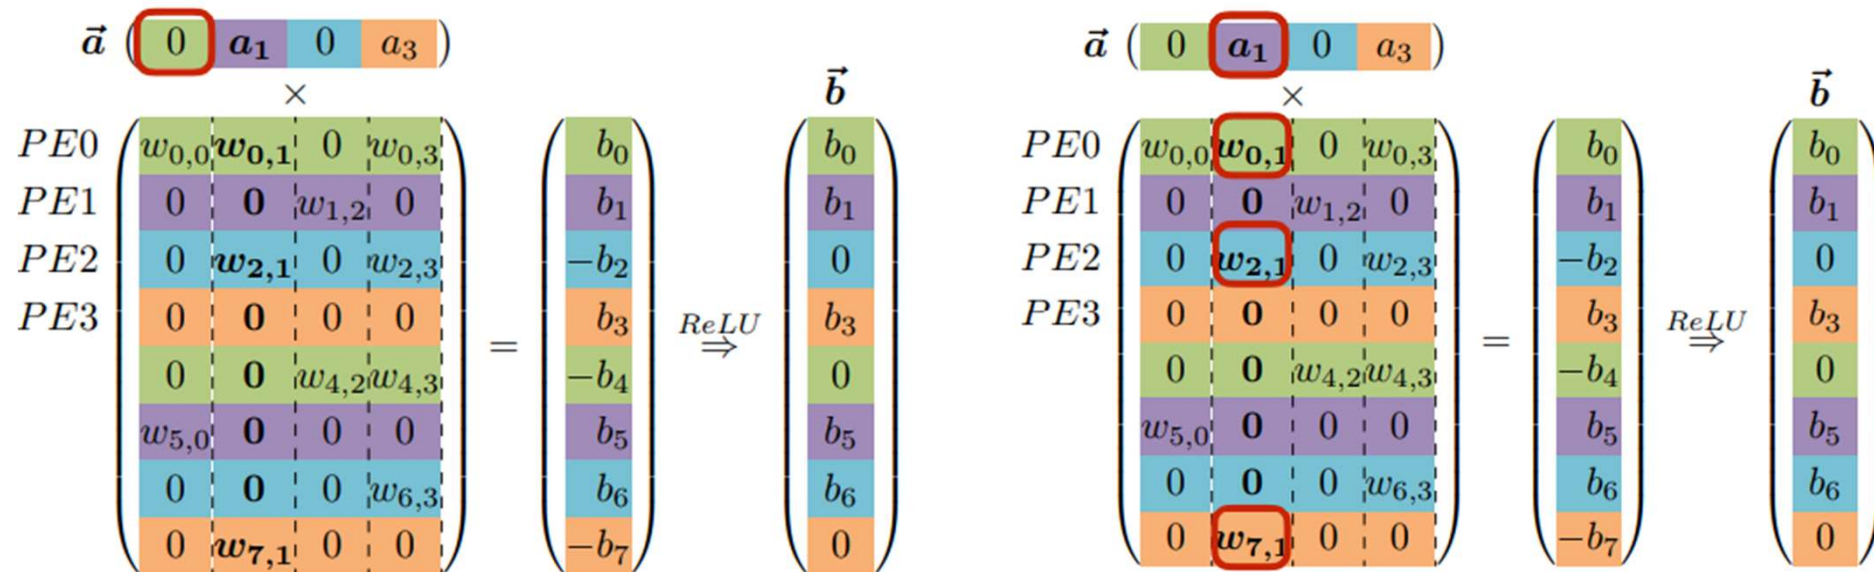 a⃗ ( 0 a₁ 0 a₃ )
×
b⃗
PE0 w₀,₀ w₀,₁ 0 w₀,₃ b₀ b₀
PE1 0 0 w₁,₂ 0 b₁ b₁
PE2 0 w₂,₁ 0 w₂,₃ −b₂ 0
PE3 0 0 0 0 b₃ b₃
= ReLU ⇒
0 0 w₄,₂ w₄,₃ −b₄ 0
w₅,₀ 0 0 0 b₅ b₅
0 0 0 w₆,₃ b₆ b₆
0 w₇,₁ 0 0 −b₇ 0
a⃗ ( 0 a₁ 0 a₃ )
×
b⃗
PE0 w₀,₀ w₀,₁ 0 w₀,₃ b₀ b₀
PE1 0 0 w₁,₂ 0 b₁ b₁
PE2 0 w₂,₁ 0 w₂,₃ −b₂ 0
PE3 0 0 0 0 b₃ b₃
= ReLU ⇒
0 0 w₄,₂ w₄,₃ −b₄ 0
w₅,₀ 0 0 0 b₅ b₅
0 0 0 w₆,₃ b₆ b₆
0 w₇,₁ 0 0 −b₇ 0